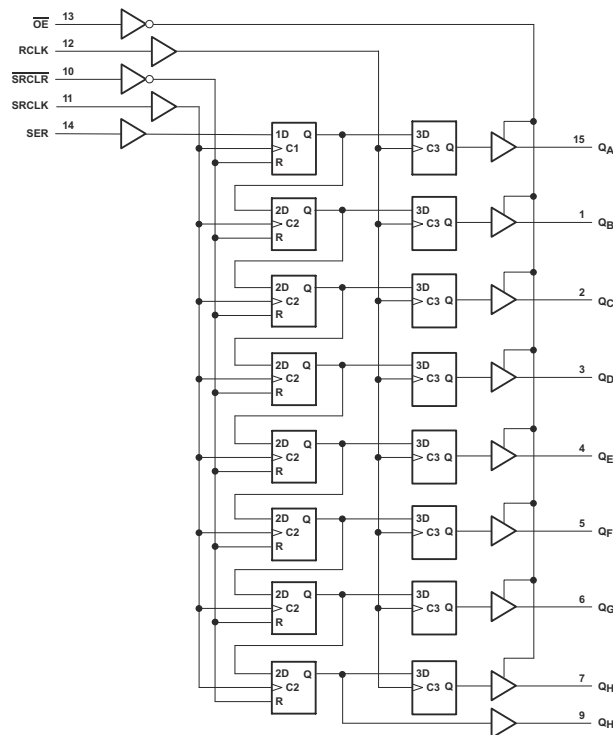 OE 13
RCLK 12
SRCLR 10
SRCLK 11
SER 14
1D Q 3D 15
C1 C3 Q QA
R
2D Q 3D 1
C2 C3 Q QB
R
2D Q 3D 2
C2 C3 Q QC
R
2D Q 3D 3
C2 C3 Q QD
R
2D Q 3D 4
C2 C3 Q QE
R
2D Q 3D 5
C2 C3 Q QF
R
2D Q 3D 6
C2 C3 Q QG
R
2D Q 3D 7
C2 C3 Q QH
R
9
QH